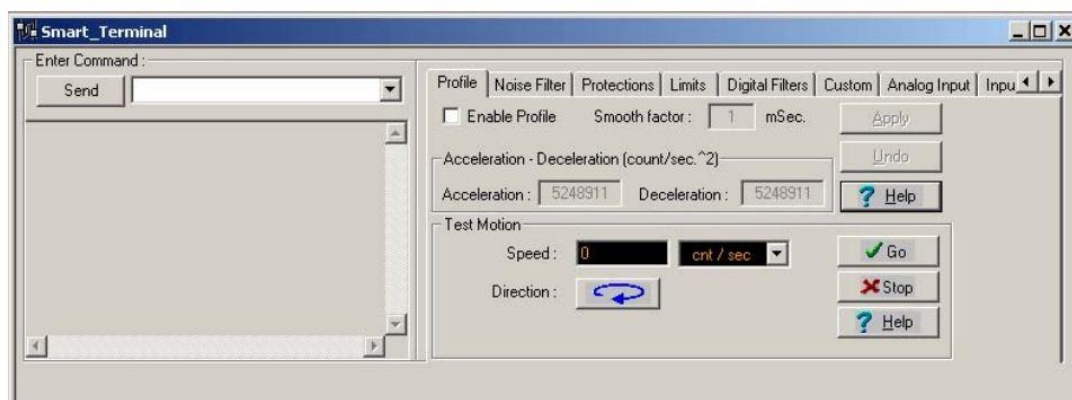 Smart_Terminal
Enter Command :
Send
Profile Noise Filter Protections Limits Digital Filters Custom Analog Input Inpu
Enable Profile Smooth factor : 1 mSec. Apply
Undo
Acceleration - Deceleration (count/sec.^2)
Acceleration : 5248911 Deceleration : 5248911 ? Help
Test Motion
Speed : 0 cnt / sec Go
Direction : Stop
? Help